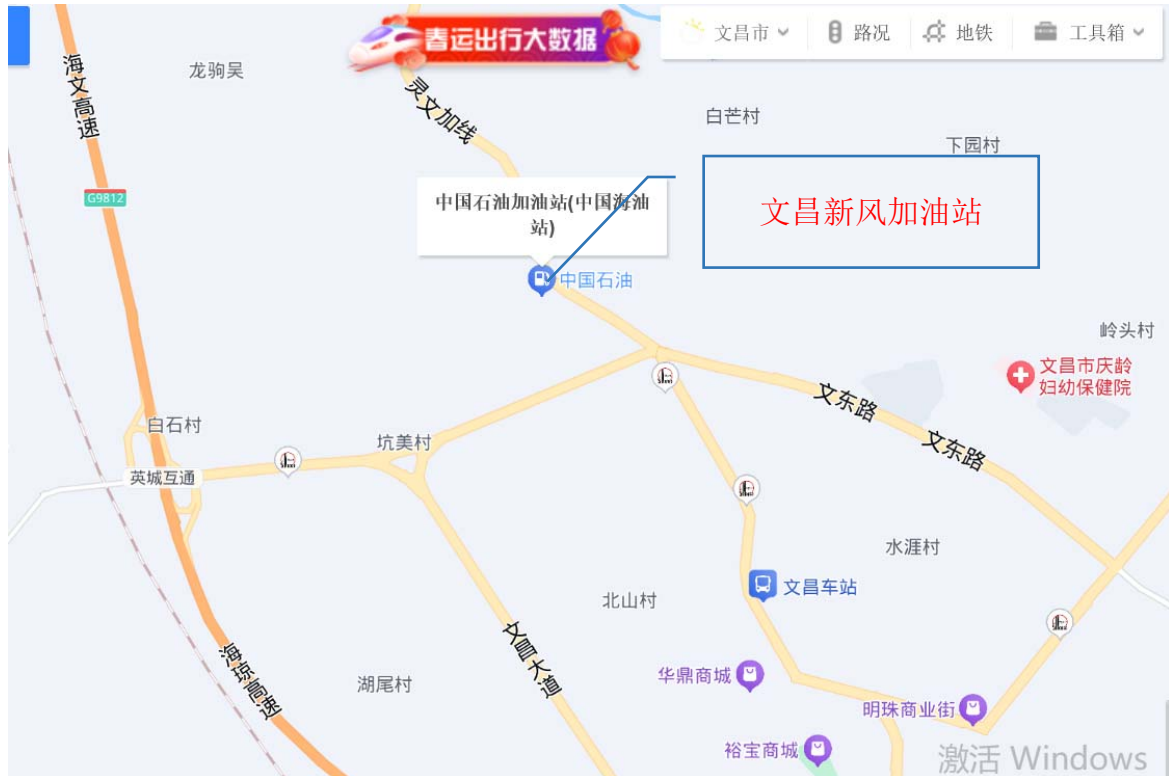 春运出行大数据
文昌市
路况
地铁
工具箱
海文高速
龙驹吴
灵文加线
白芒村
下园村
G9812
中国石油加油站(中国海油
站)
文昌新风加油站
中国石油
岭头村
文昌市庆龄
妇幼保健院
白石村
坑美村
文东路
文东路
英城互通
水涯村
北山村
文昌车站
文昌大道
海琼高速
湖尾村
华鼎商城
明珠商业街
裕宝商城
激活 Windows